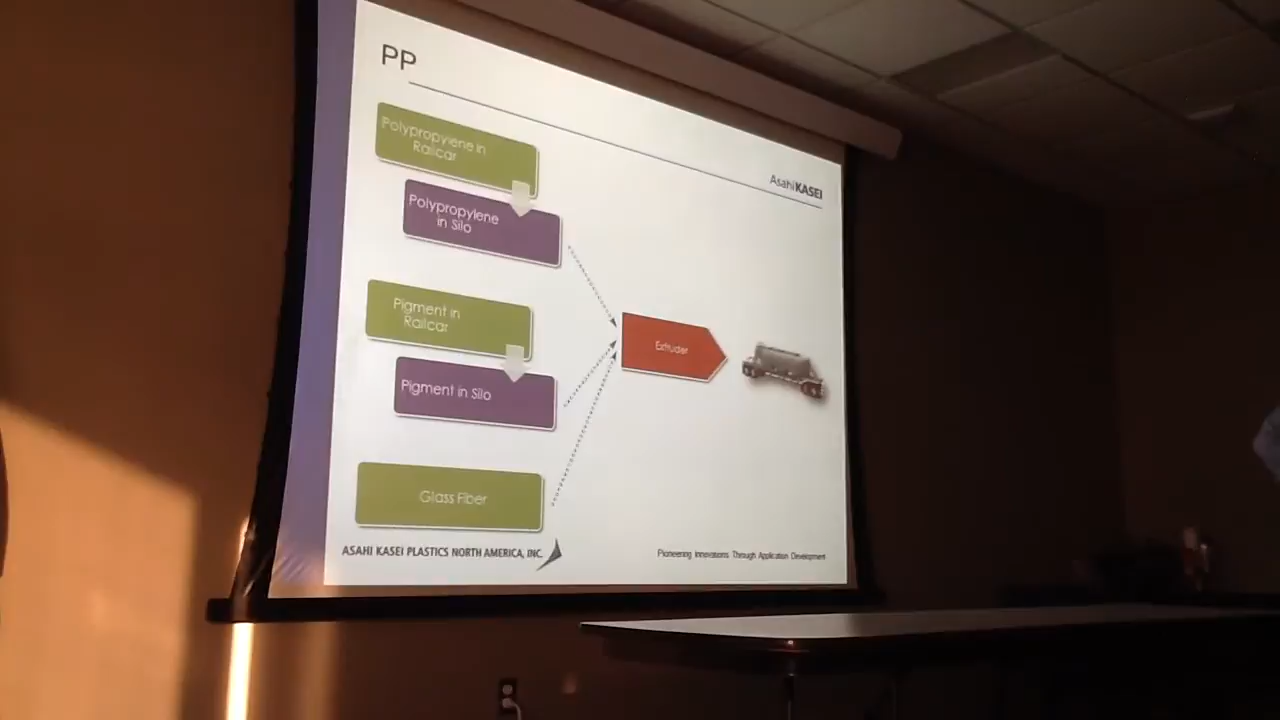 PP
AsahiKASEI
Polypropylene in
Railcar
Polypropylene
in Silo
Pigment in
Railcar
Pigment in Silo
Glass Fiber
Extruder
ASAHI KASEI PLASTICS NORTH AMERICA, INC.
Pioneering Innovations Through Application Development